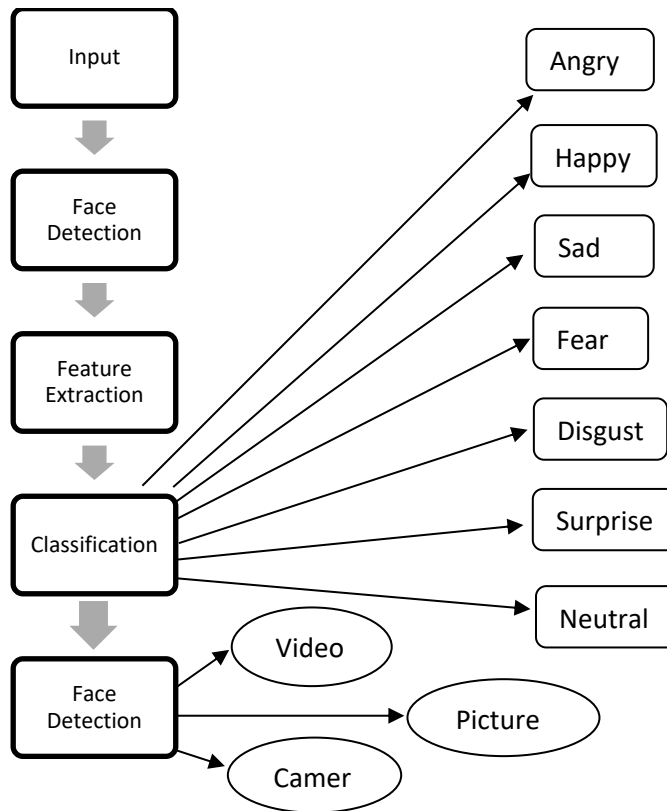 Input
Face
Detection
Feature
Extraction
Classification
Face
Detection
Angry
Happy
Sad
Fear
Disgust
Surprise
Neutral
Video
Picture
Camer